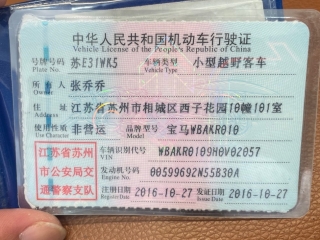 中华人民共和国机动车行驶证
Vehicle License of the People's Republic of China
号牌号码 苏E31WK5 车辆类型 小型越野客车
Plate No. Vehicle Type
所有人 张乔乔
Owner
住址 江苏省苏州市相城区西子花园10幢101室
Address
使用性质 非营运 品牌型号 宝马WBAKR010
Use Character Model
江苏省苏州市公安局交通警察支队
车辆识别代号 WBAKR0109H0V02057
VIN
发动机号码 00599692N55B30A
Engine No.
注册日期 2016-10-27 发证日期 2016-10-27
Register Date Issue Date